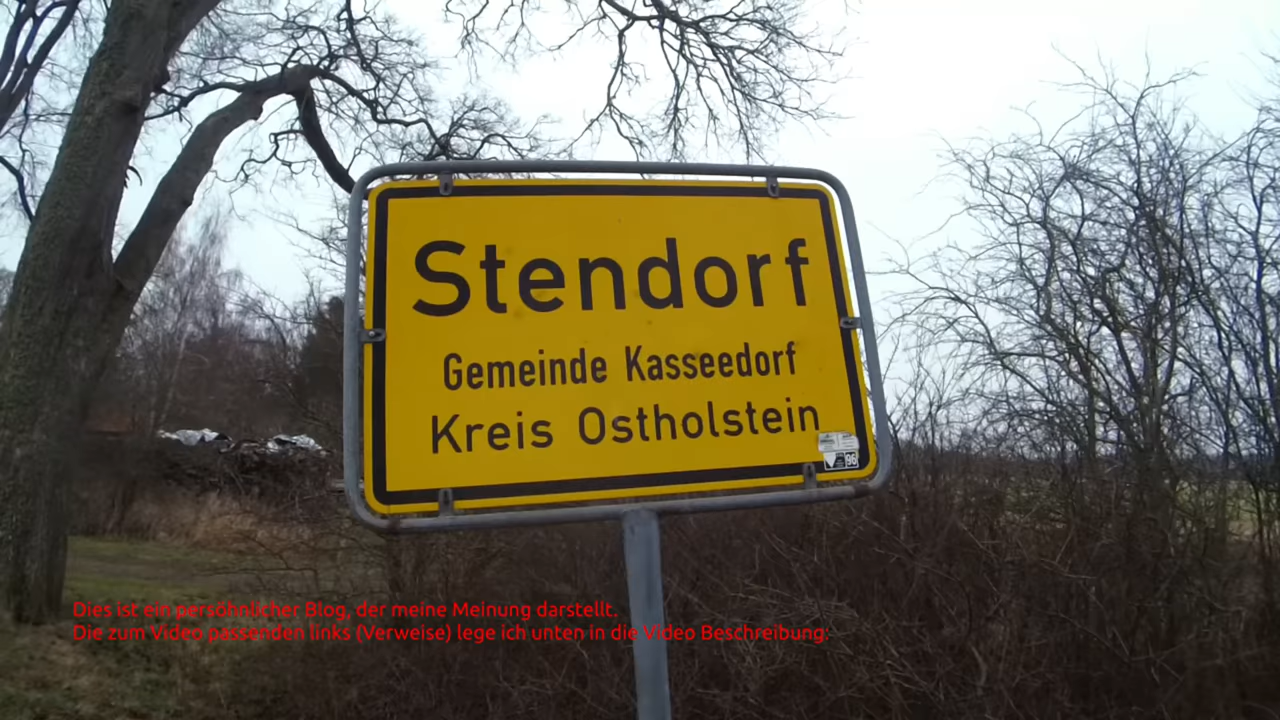 Stendorf
Gemeinde Kasseedorf
Kreis Ostholstein
96
Dies ist ein persöhnlicher Blog, der meine Meinung darstellt.
Die zum Video passenden links (Verweise) lege ich unten in die Video Beschreibung: